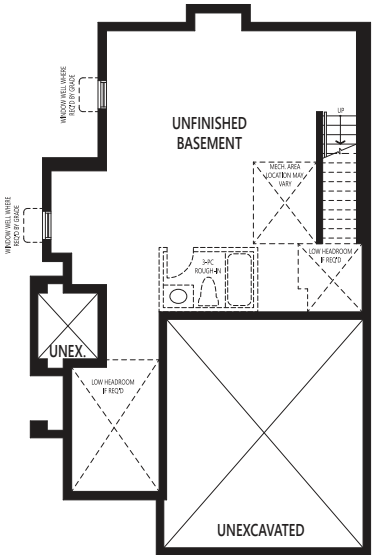 WINDOW WELL WHERE
REQ'D BY GRADE
UP
UNFINISHED
BASEMENT
MECH. AREA
LOCATION MAY
VARY
WINDOW WELL WHERE
REQ'D BY GRADE
LOW HEADROOM
IF REQ'D
3-PC
ROUGH-IN
UNEX.
LOW HEADROOM
IF REQ'D
UNEXCAVATED